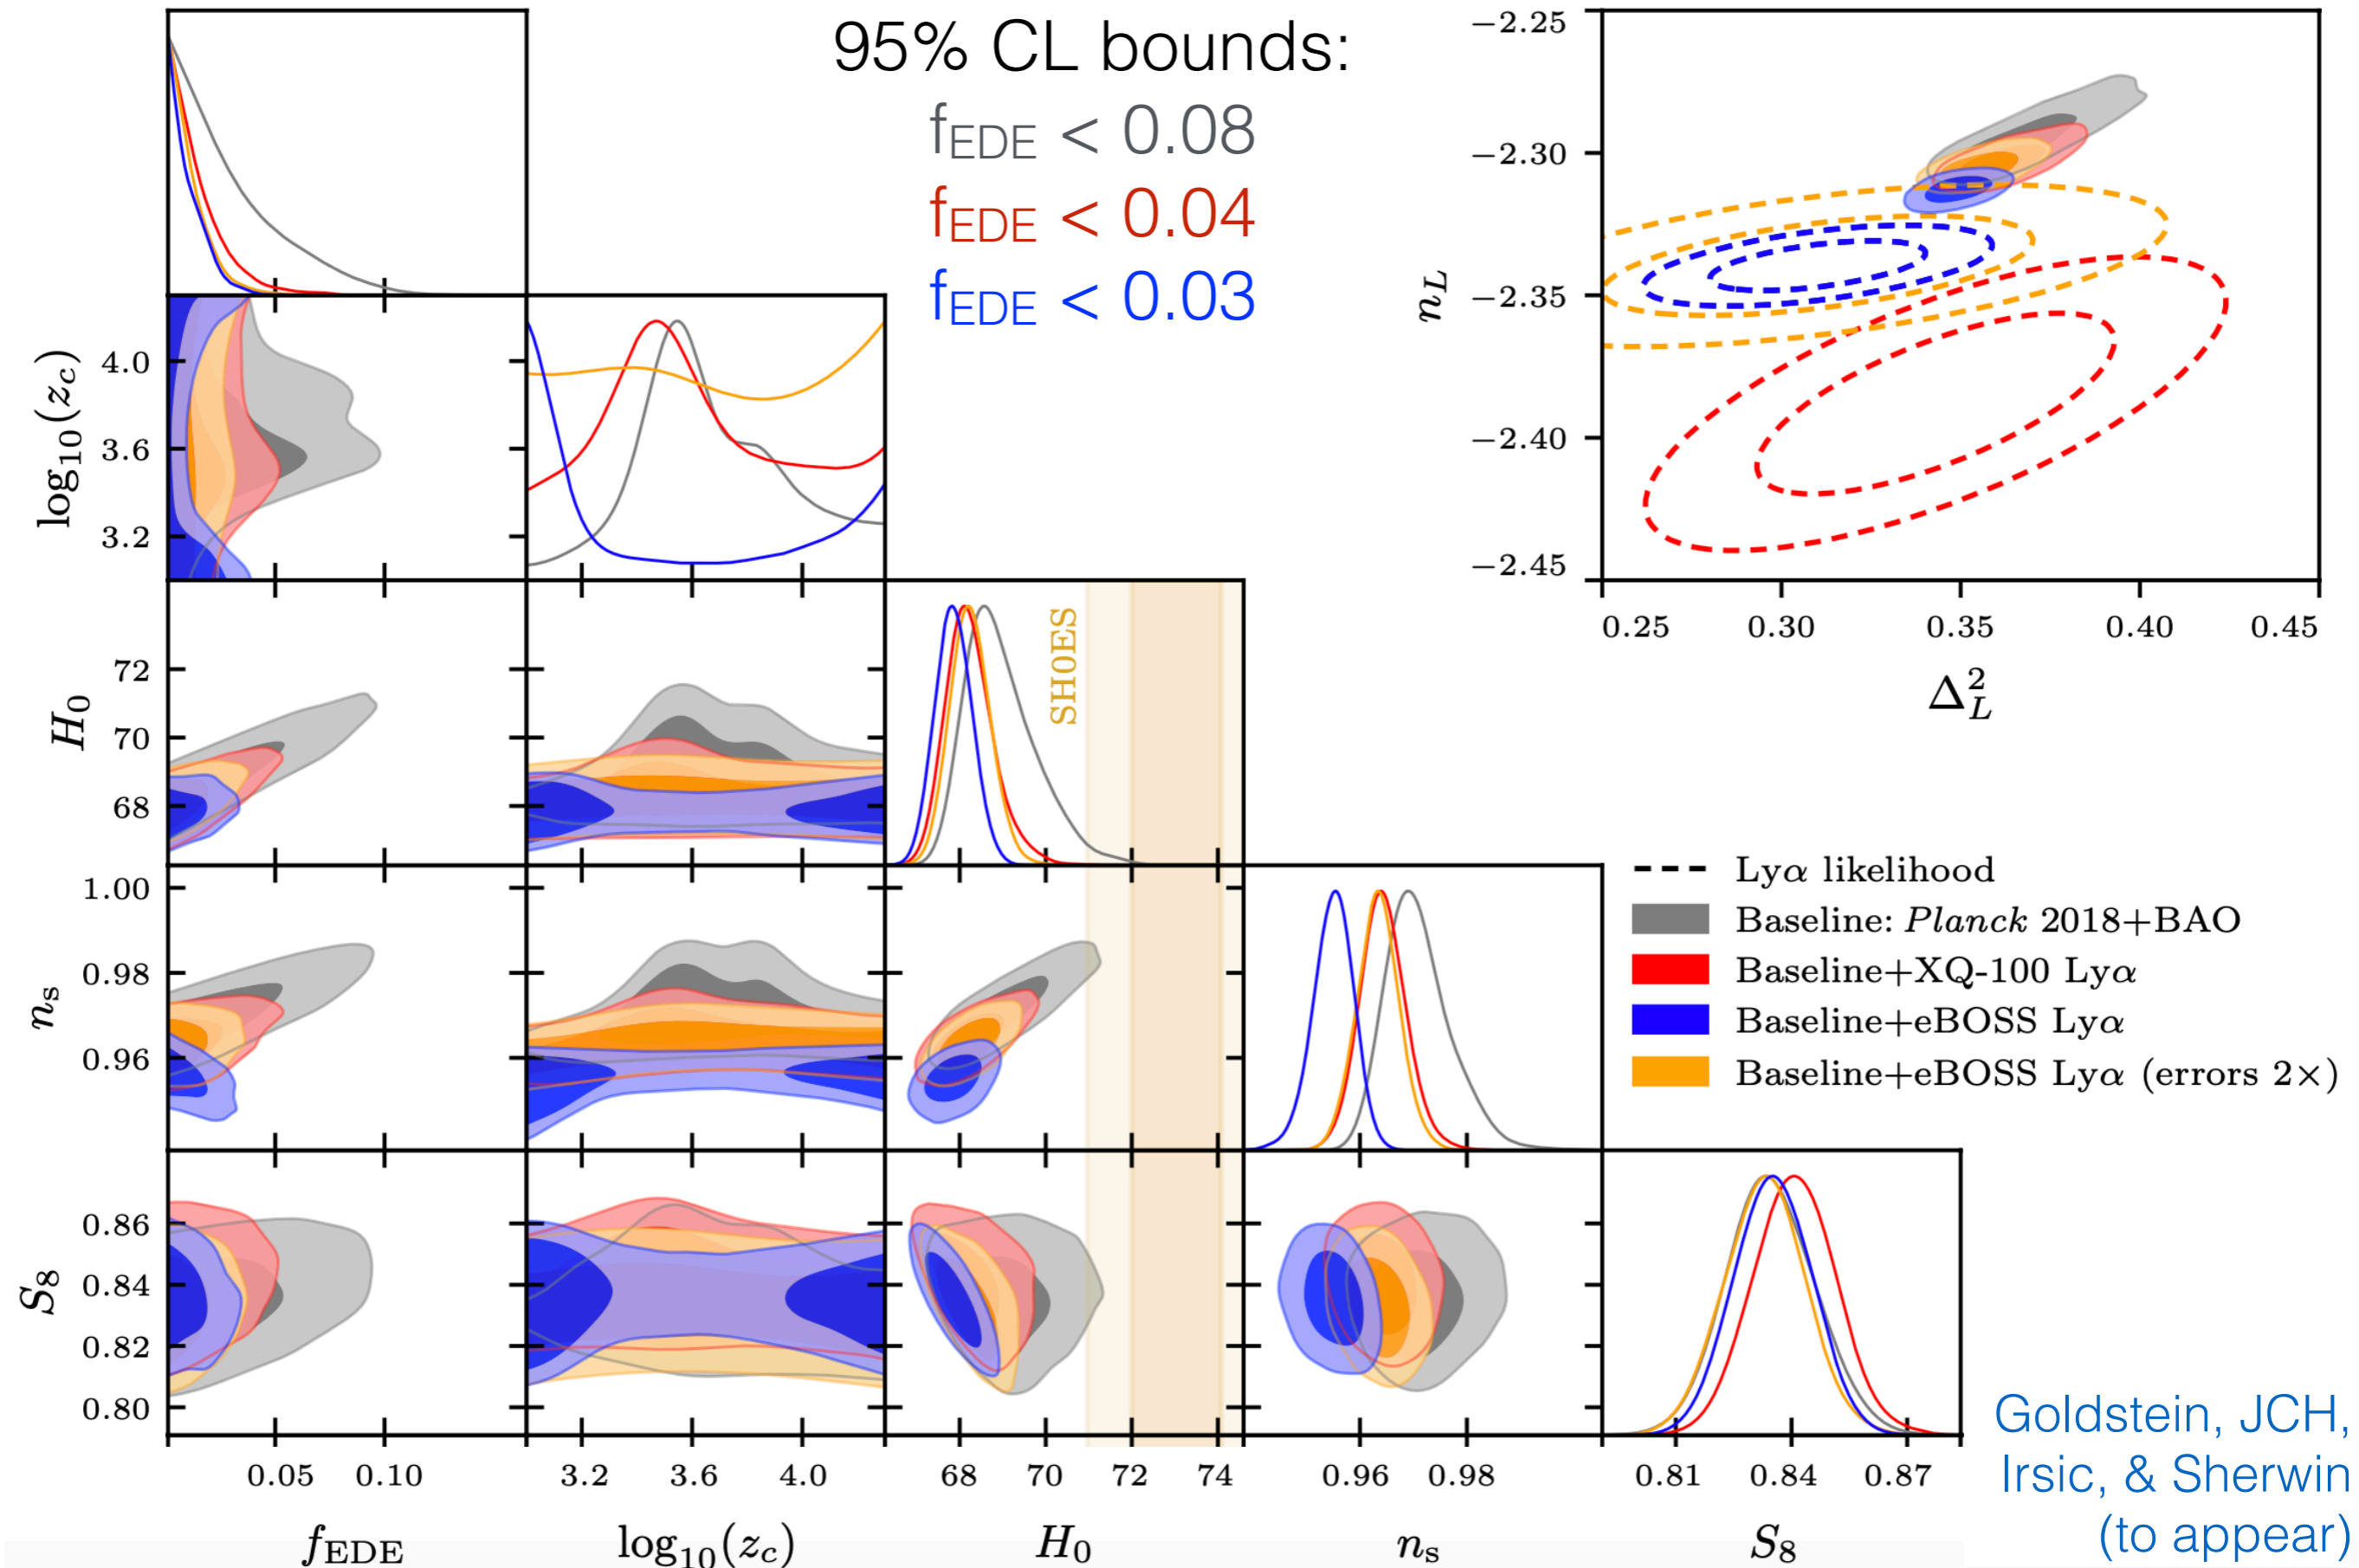 95% CL bounds:
fEDE < 0.08
fEDE < 0.04
fEDE < 0.03
−2.25
−2.30
−2.35
−2.40
−2.45
nL
0.25 0.30 0.35 0.40 0.45
Δ²L
log10(zc)
4.0
3.6
3.2
H0
72
70
68
SH0ES
ns
1.00
0.98
0.96
S8
0.86
0.84
0.82
0.80
Lyα likelihood
Baseline: Planck 2018+BAO
Baseline+XQ-100 Lyα
Baseline+eBOSS Lyα
Baseline+eBOSS Lyα (errors 2×)
0.05 0.10 3.2 3.6 4.0 68 70 72 74 0.96 0.98 0.81 0.84 0.87
fEDE log10(zc) H0 ns S8
Goldstein, JCH,
Irsic, & Sherwin
(to appear)